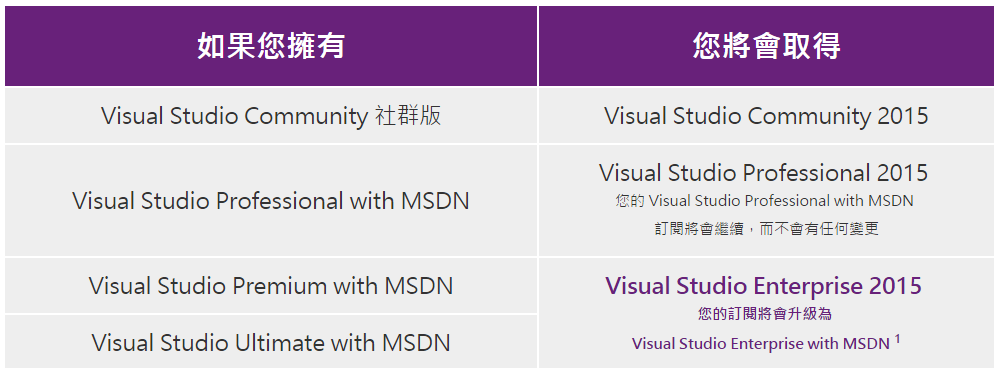 如果您擁有
您將會取得
Visual Studio Community 社群版
Visual Studio Community 2015
Visual Studio Professional with MSDN
Visual Studio Professional 2015
您的 Visual Studio Professional with MSDN
訂閱將會繼續，而不會有任何變更
Visual Studio Premium with MSDN
Visual Studio Ultimate with MSDN
Visual Studio Enterprise 2015
您的訂閱將會升級為
Visual Studio Enterprise with MSDN 1